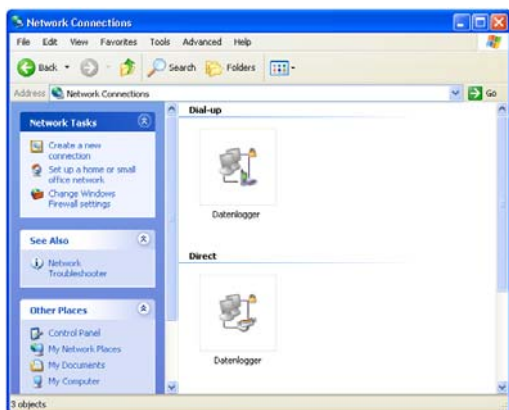 Network Connections
File Edit View Favorites Tools Advanced Help
Back Search Folders
Address Network Connections Go
Network Tasks
Create a new
connection
Set up a home or small
office network
Change Windows
Firewall settings
See Also
Network
Troubleshooter
Other Places
Control Panel
My Network Places
My Documents
My Computer
Dial-up
Datenlogger
Direct
Datenlogger
3 objects